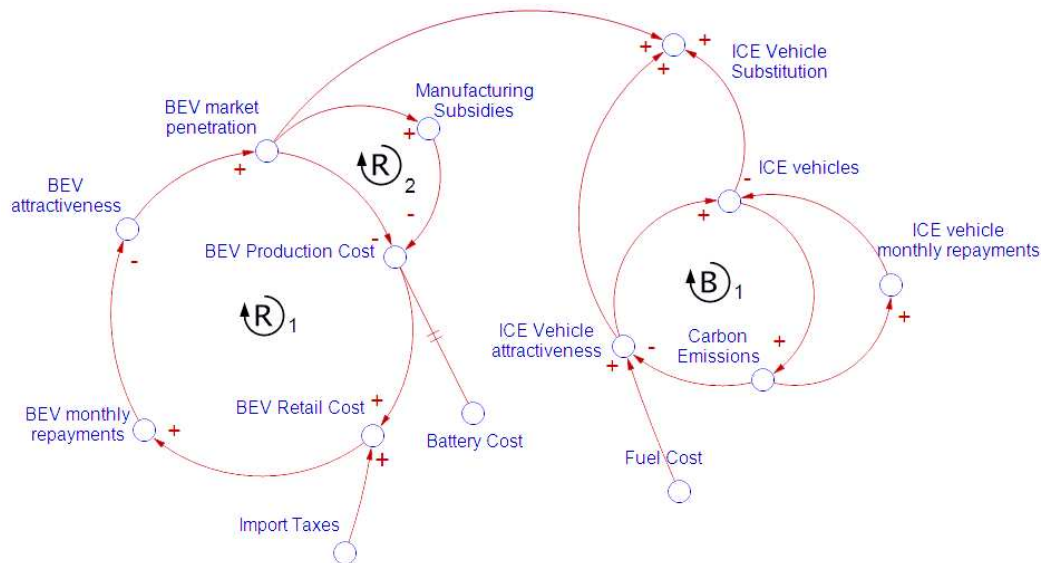 ICE Vehicle
Substitution
+
+
+
Manufacturing
Subsidies
BEV market
penetration
+
R
2
+
-
ICE vehicles
-
+
BEV
attractiveness
-
-
BEV Production Cost
ICE vehicle
monthly repayments
+
R
1
B
1
ICE Vehicle
attractiveness
+
-
Carbon
Emissions
+
BEV monthly
repayments
+
BEV Retail Cost
+
+
Battery Cost
Fuel Cost
Import Taxes